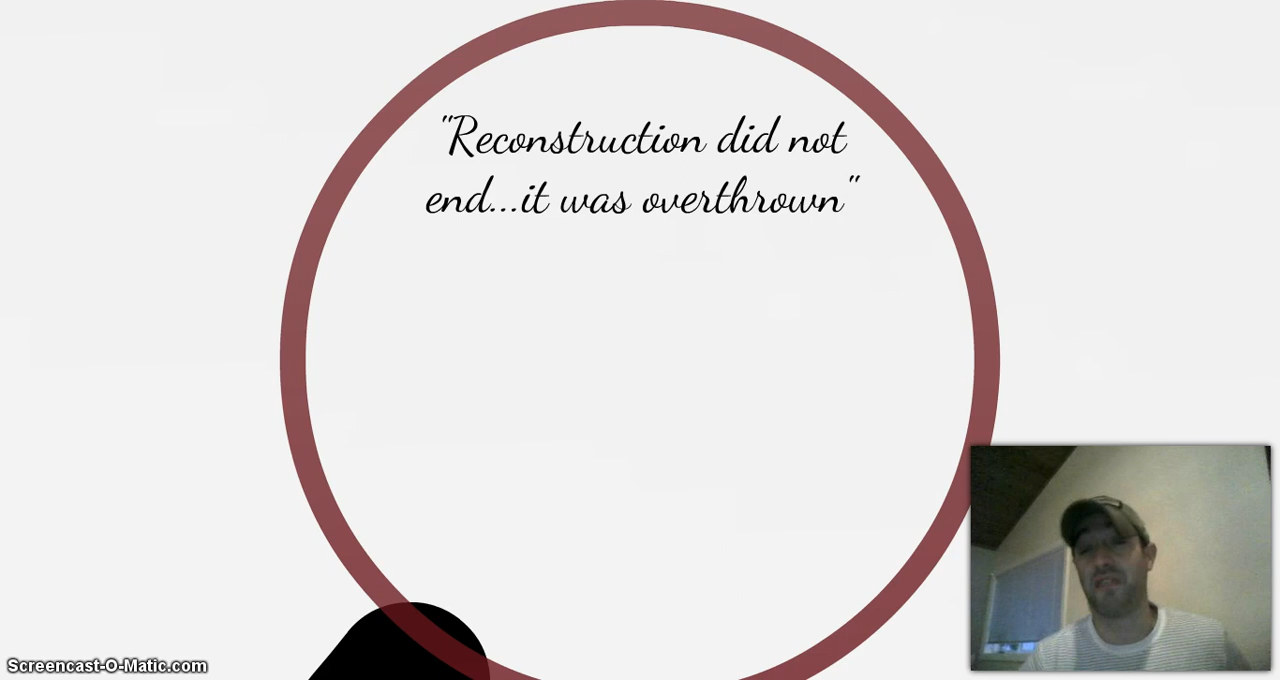 "Reconstruction did not
end...it was overthrown"
Screencast-O-Matic.com